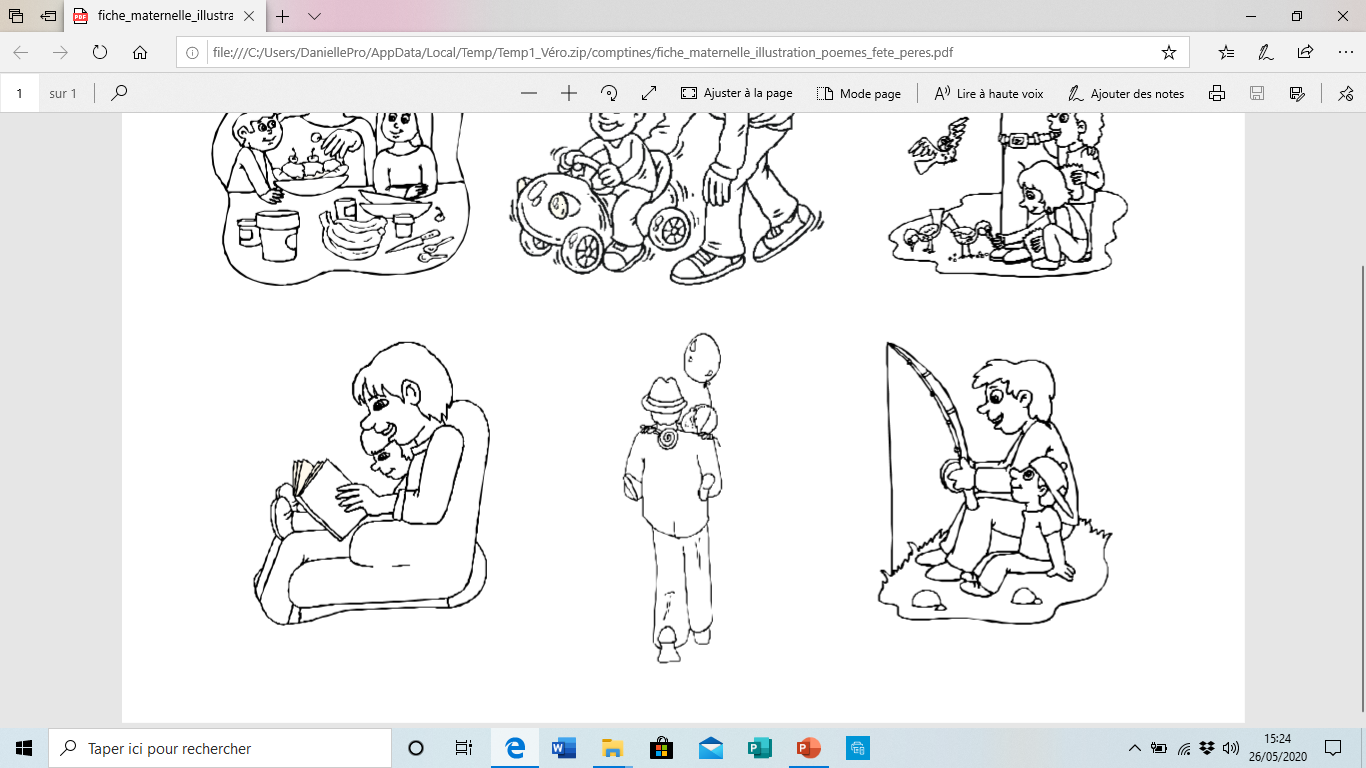 fiche_maternelle_illustra
file:///C:/Users/DaniellePro/AppData/Local/Temp/Temp1_Véro.zip/comptines/fiche_maternelle_illustration_poemes_fete_peres.pdf
1 sur 1 Ajuster à la page Mode page Lire à haute voix Ajouter des notes
Taper ici pour rechercher
15:24
26/05/2020